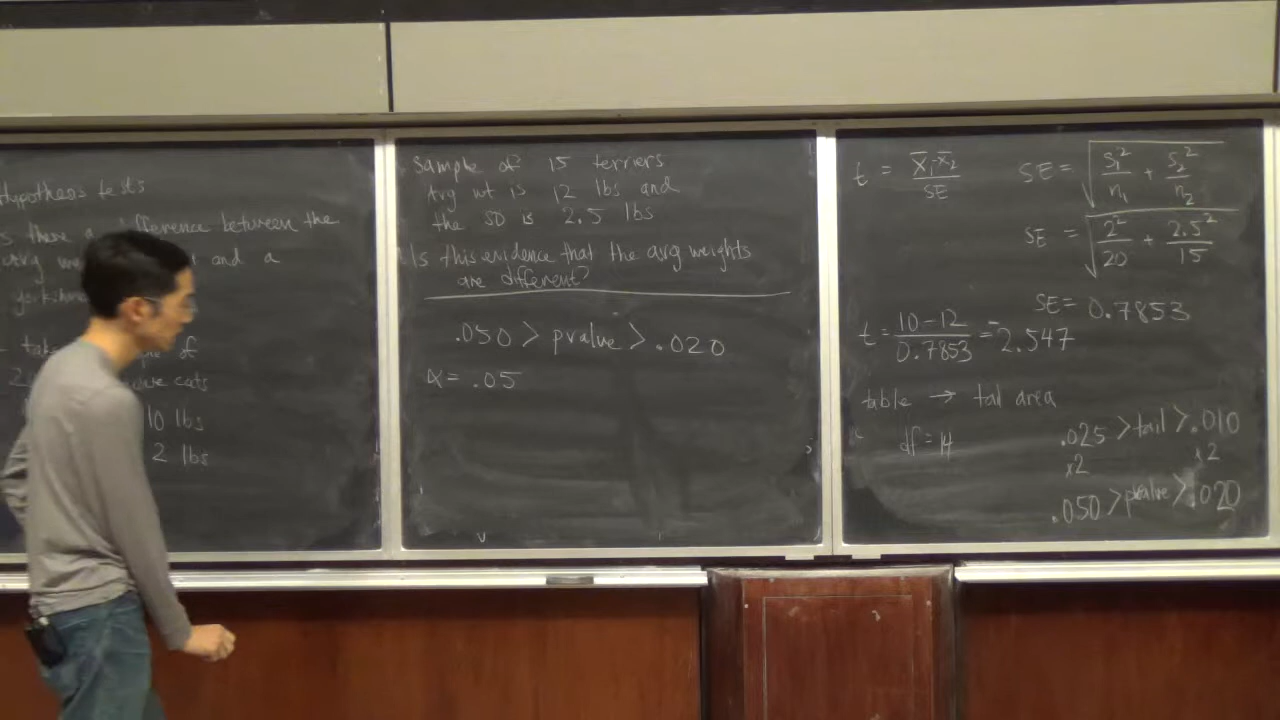 Hypothesis tests
s there a difference between the
avg and a
yorkshire
take sample of
2 cats
10 lbs
2 lbs
Sample of 15 terriers
Avg wt is 12 lbs and
the SD is 2.5 lbs
Is this evidence that the avg weights
are different?
.050 > pvalue > .020
α = .05
t = x̄₁-x̄₂ / SE
SE = √(s₁²/n₁ + s₂²/n₂)
SE = √(2²/20 + 2.5²/15)
SE = 0.7853
t = 10-12 / 0.7853 = -2.547
table → tail area
df = 14
.025 > tail > .010
x2 x2
.050 > pvalue > .020